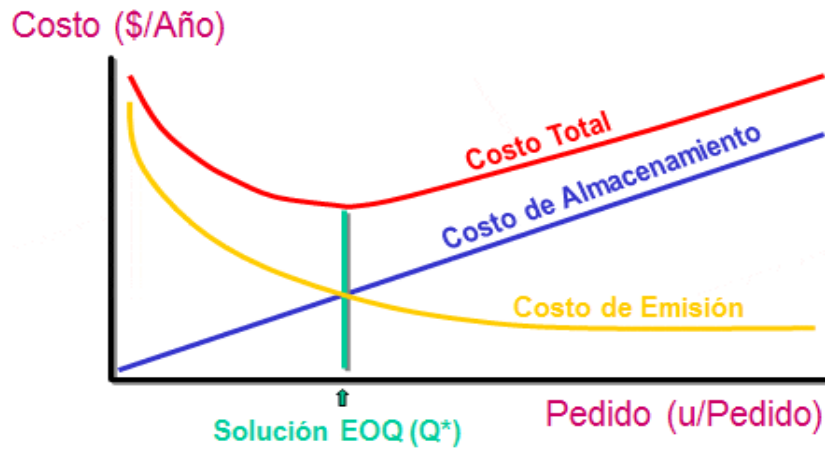 Costo ($/Año)
Costo Total
Costo de Almacenamiento
Costo de Emisión
Pedido (u/Pedido)
Solución EOQ (Q*)